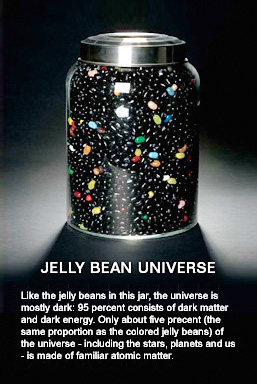 JELLY BEAN UNIVERSE
Like the jelly beans in this jar, the universe is
mostly dark: 95 percent consists of dark matter
and dark energy. Only about five precent (the
same proportion as the colored jelly beans) of
the universe - including the stars, planets and us
- is made of familiar atomic matter.